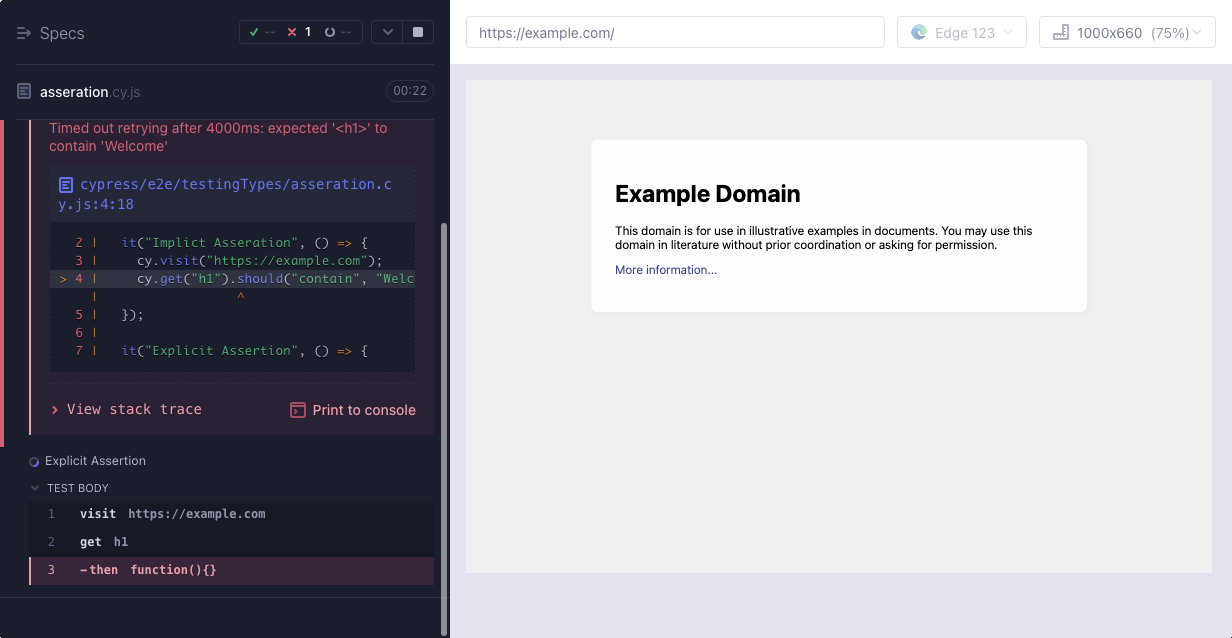 Specs
-- 1 --
asseration.cy.js
00:22
Timed out retrying after 4000ms: expected '<h1>' to
contain 'Welcome'
cypress/e2e/testingTypes/asseration.c
y.js:4:18
2 | it("Implict Asseration", () => {
3 | cy.visit("https://example.com");
> 4 | cy.get("h1").should("contain", "Welc
| ^
5 | });
6 |
7 | it("Explicit Assertion", () => {
> View stack trace
Print to console
Explicit Assertion
TEST BODY
1 visit https://example.com
2 get h1
3 -then function(){}
https://example.com/
Edge 123
1000x660 (75%)
Example Domain
This domain is for use in illustrative examples in documents. You may use this
domain in literature without prior coordination or asking for permission.
More information...